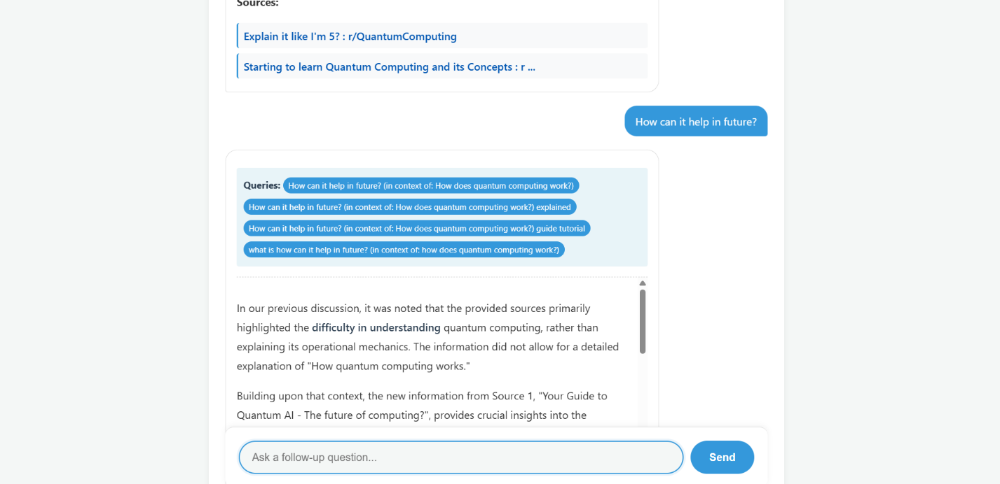 Sources:
Explain it like I'm 5? : r/QuantumComputing
Starting to learn Quantum Computing and its Concepts : r ...
How can it help in future?
Queries: How can it help in future? (in context of: How does quantum computing work?)
How can it help in future? (in context of: How does quantum computing work?) explained
How can it help in future? (in context of: How does quantum computing work?) guide tutorial
what is how can it help in future? (in context of: how does quantum computing work?)
In our previous discussion, it was noted that the provided sources primarily
highlighted the difficulty in understanding quantum computing, rather than
explaining its operational mechanics. The information did not allow for a detailed
explanation of "How quantum computing works."
Building upon that context, the new information from Source 1, "Your Guide to
Quantum AI - The future of computing?", provides crucial insights into the
Ask a follow-up question...
Send